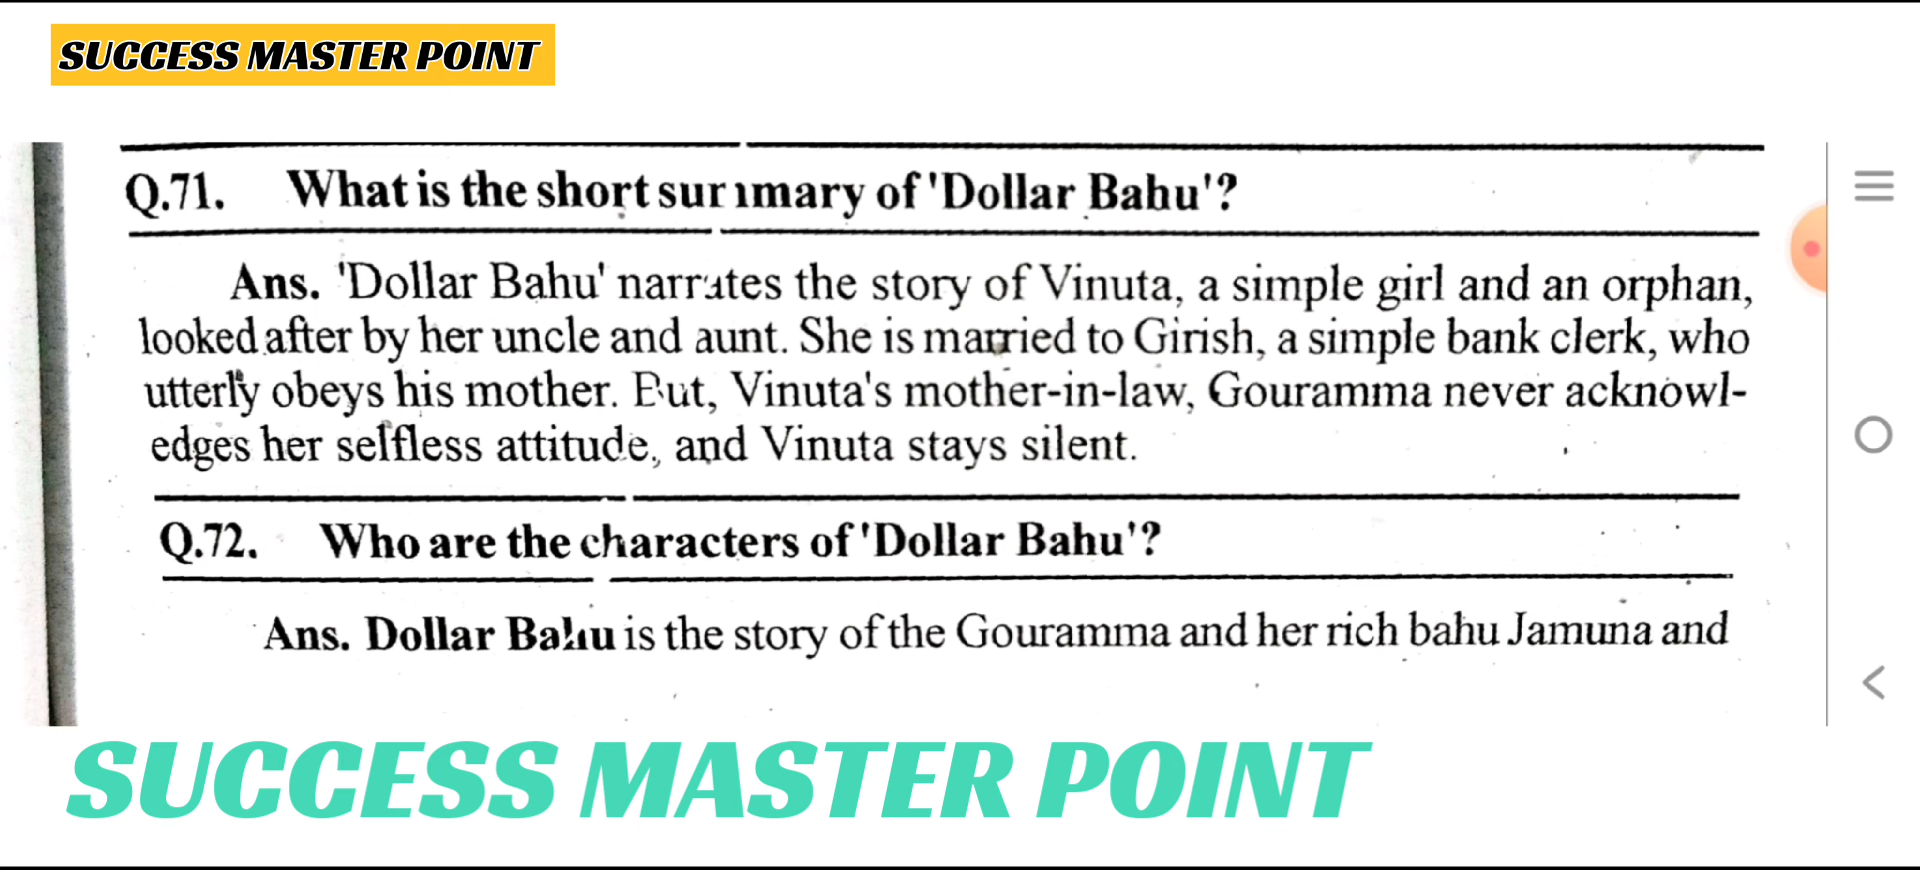 SUCCESS MASTER POINT
Q.71. What is the short summary of 'Dollar Bahu'?
Ans. 'Dollar Bahu' narrates the story of Vinuta, a simple girl and an orphan,
looked after by her uncle and aunt. She is married to Girish, a simple bank clerk, who
utterly obeys his mother. But, Vinuta's mother-in-law, Gouramma never acknowl-
edges her selfless attitude, and Vinuta stays silent.
Q.72. Who are the characters of 'Dollar Bahu'?
Ans. Dollar Bahu is the story of the Gouramma and her rich bahu Jamuna and
SUCCESS MASTER POINT